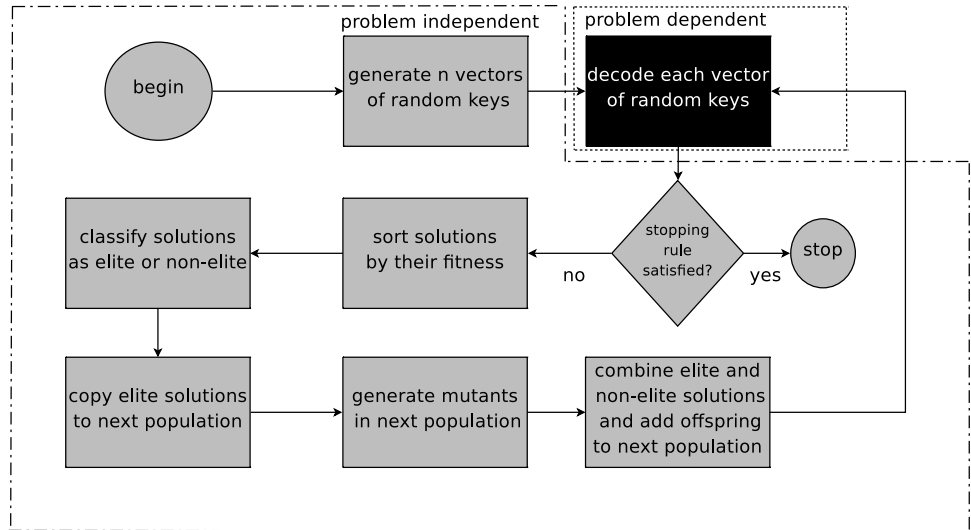 problem independent
problem dependent
begin
generate n vectors
of random keys
decode each vector
of random keys
classify solutions
as elite or non-elite
sort solutions
by their fitness
stopping
rule
satisfied?
stop
no
yes
copy elite solutions
to next population
generate mutants
in next population
combine elite and
non-elite solutions
and add offspring
to next population